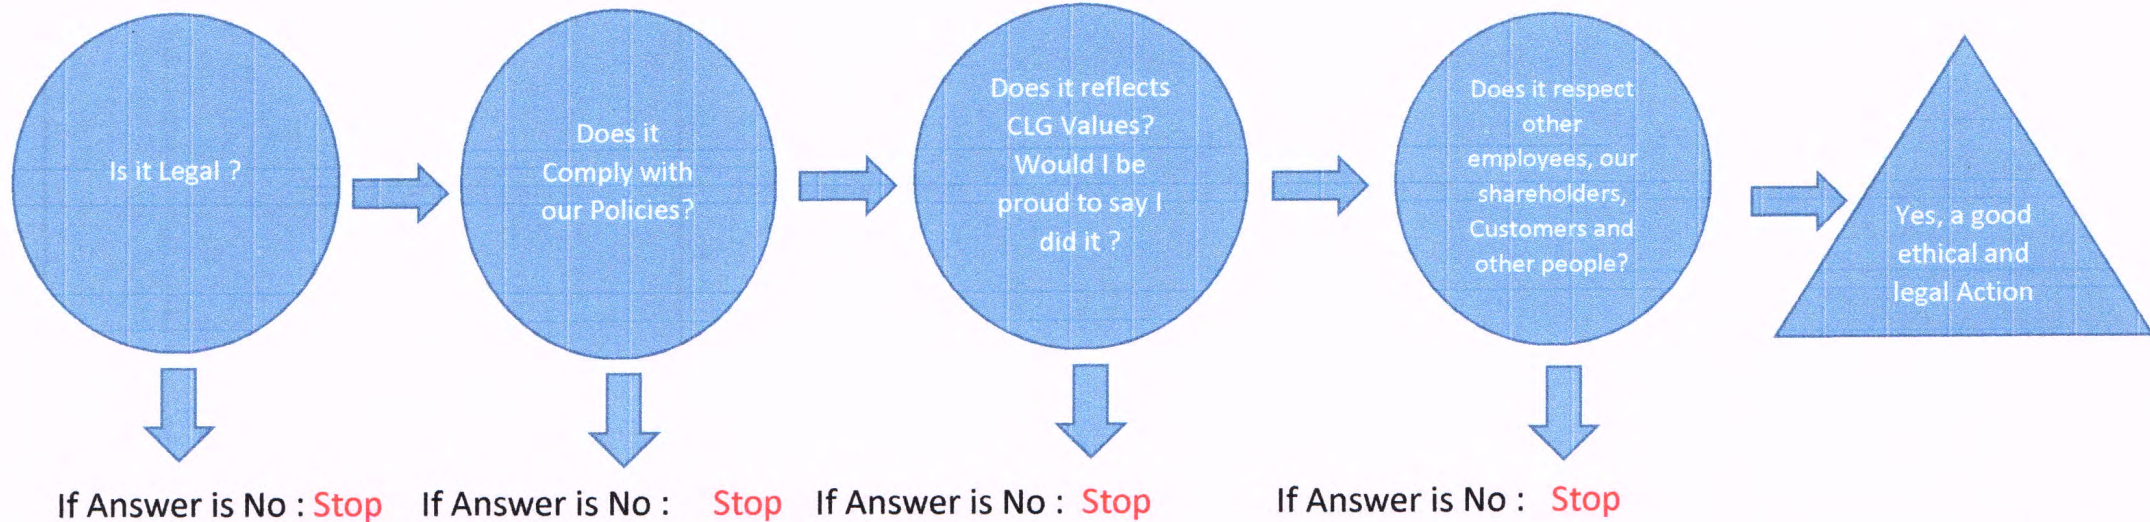 Is it Legal ?
Does it
Comply with
our Policies?
Does it reflects
CLG Values?
Would I be
proud to say I
did it ?
Does it respect
other
employees, our
shareholders,
Customers and
other people?
Yes, a good
ethical and
legal Action
If Answer is No : Stop
If Answer is No : Stop
If Answer is No : Stop
If Answer is No : Stop